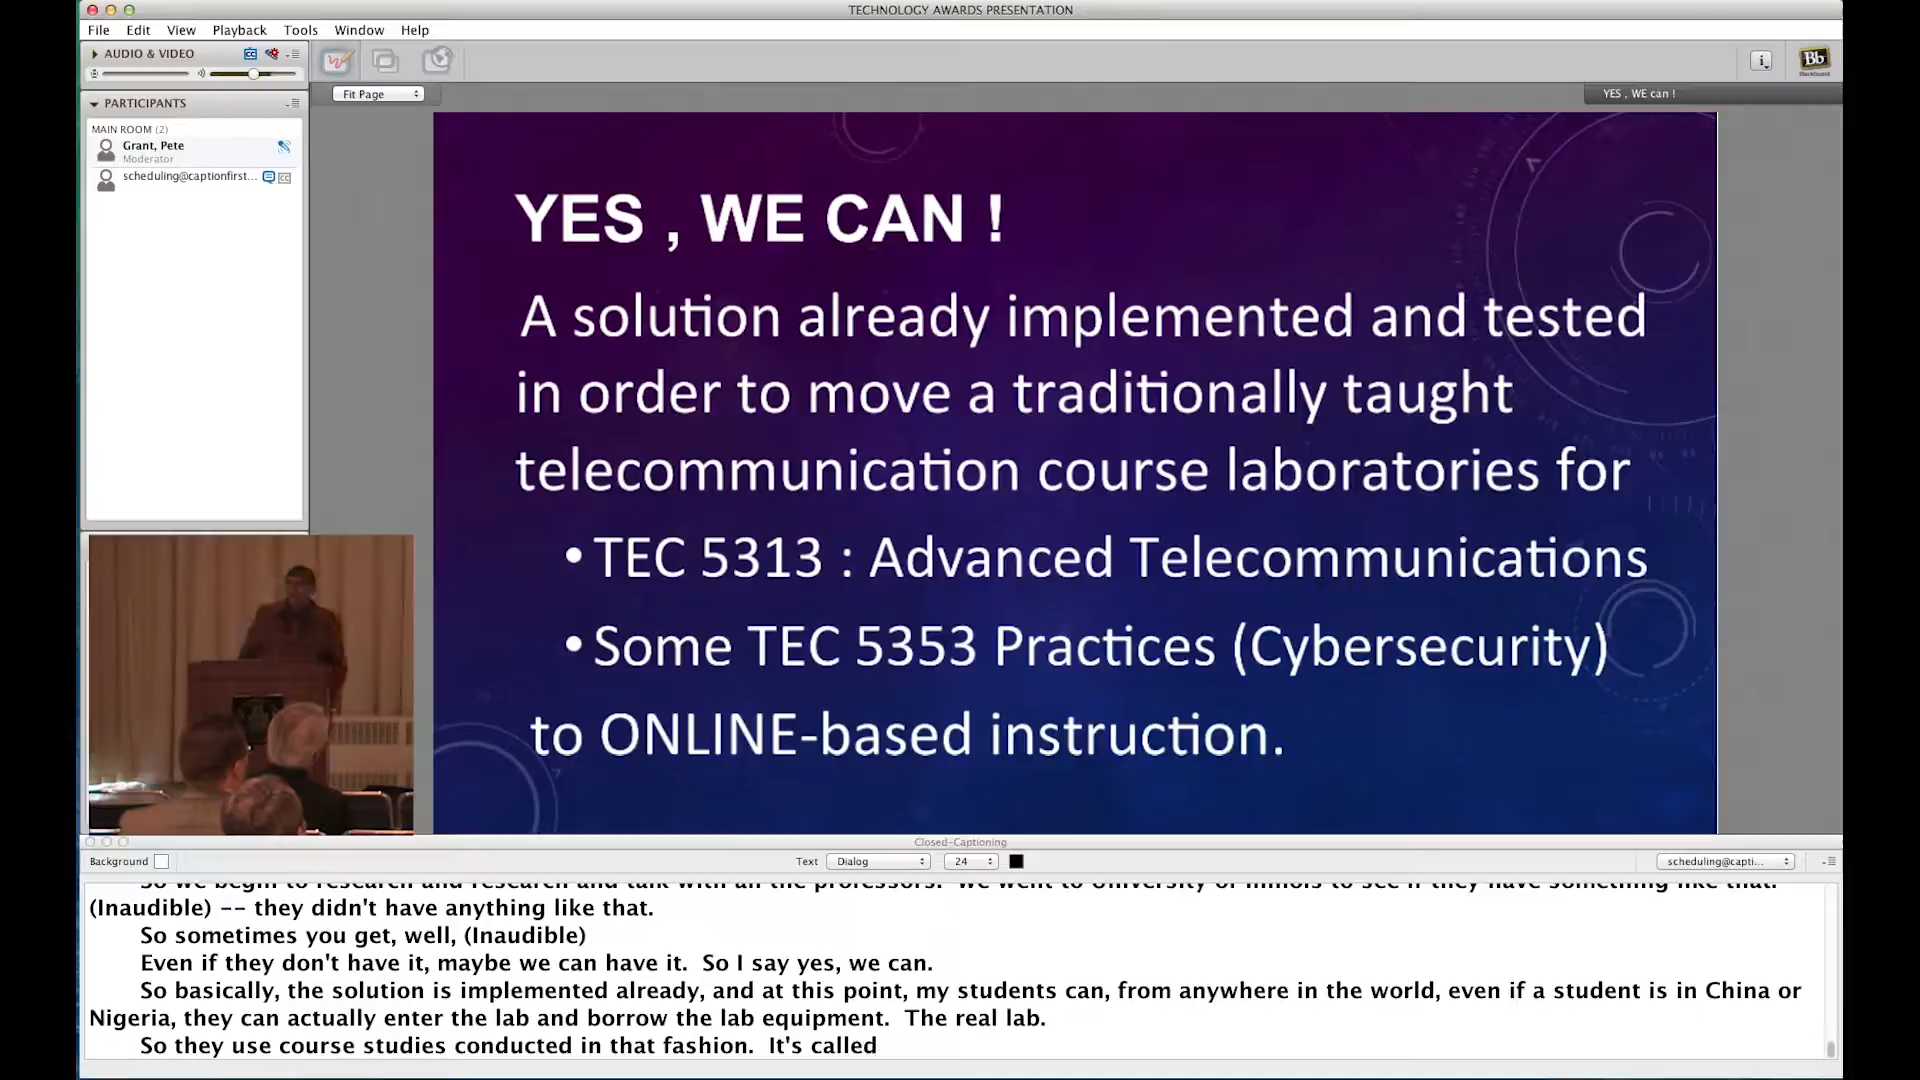 TECHNOLOGY AWARDS PRESENTATION
File Edit View Playback Tools Window Help
AUDIO & VIDEO
Fit Page
YES , WE can !
Bb
Blackboard
PARTICIPANTS
MAIN ROOM (2)
Grant, Pete
Moderator
scheduling@captionfirst...
YES , WE CAN !
A solution already implemented and tested
in order to move a traditionally taught
telecommunication course laboratories for
• TEC 5313 : Advanced Telecommunications
• Some TEC 5353 Practices (Cybersecurity)
to ONLINE-based instruction.
Closed-Captioning
Background Text Dialog 24 scheduling@capti...
So we begin to research and research and talk with all the professors. We went to University of Illinois to see if they have something like that.
(Inaudible) -- they didn't have anything like that.
So sometimes you get, well, (Inaudible)
Even if they don't have it, maybe we can have it. So I say yes, we can.
So basically, the solution is implemented already, and at this point, my students can, from anywhere in the world, even if a student is in China or
Nigeria, they can actually enter the lab and borrow the lab equipment. The real lab.
So they use course studies conducted in that fashion. It's called